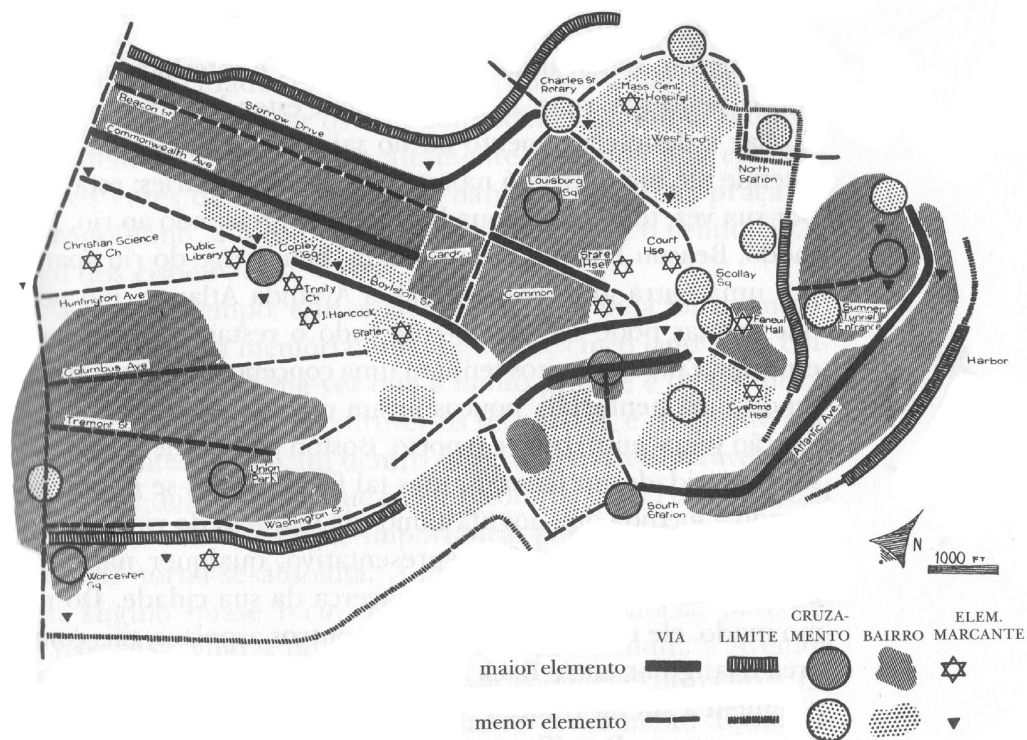 Charles St
Rotary
Mass Genl
Hospital
West End
North
Station
Beacon St
Storrow Drive
Commonwealth Ave
Louisburg
Sq
Christian Science
Ch
Public
Library
Copley
Sq
Trinity
Ch
J. Hancock
Statler
Boylston St
Huntington Ave
Common
State
Hse
Court
Hse
Scollay
Sq
Faneuil
Hall
Customs
Hse
Sumner
Tunnel
Entrance
Harbor
Atlantic Ave
Columbus Ave
Tremont St
Union
Park
Washington St
South
Station
Worcester
Sq
N
1000 FT
VIA LIMITE CRUZA-
MENTO BAIRRO ELEM.
MARCANTE
maior elemento
menor elemento